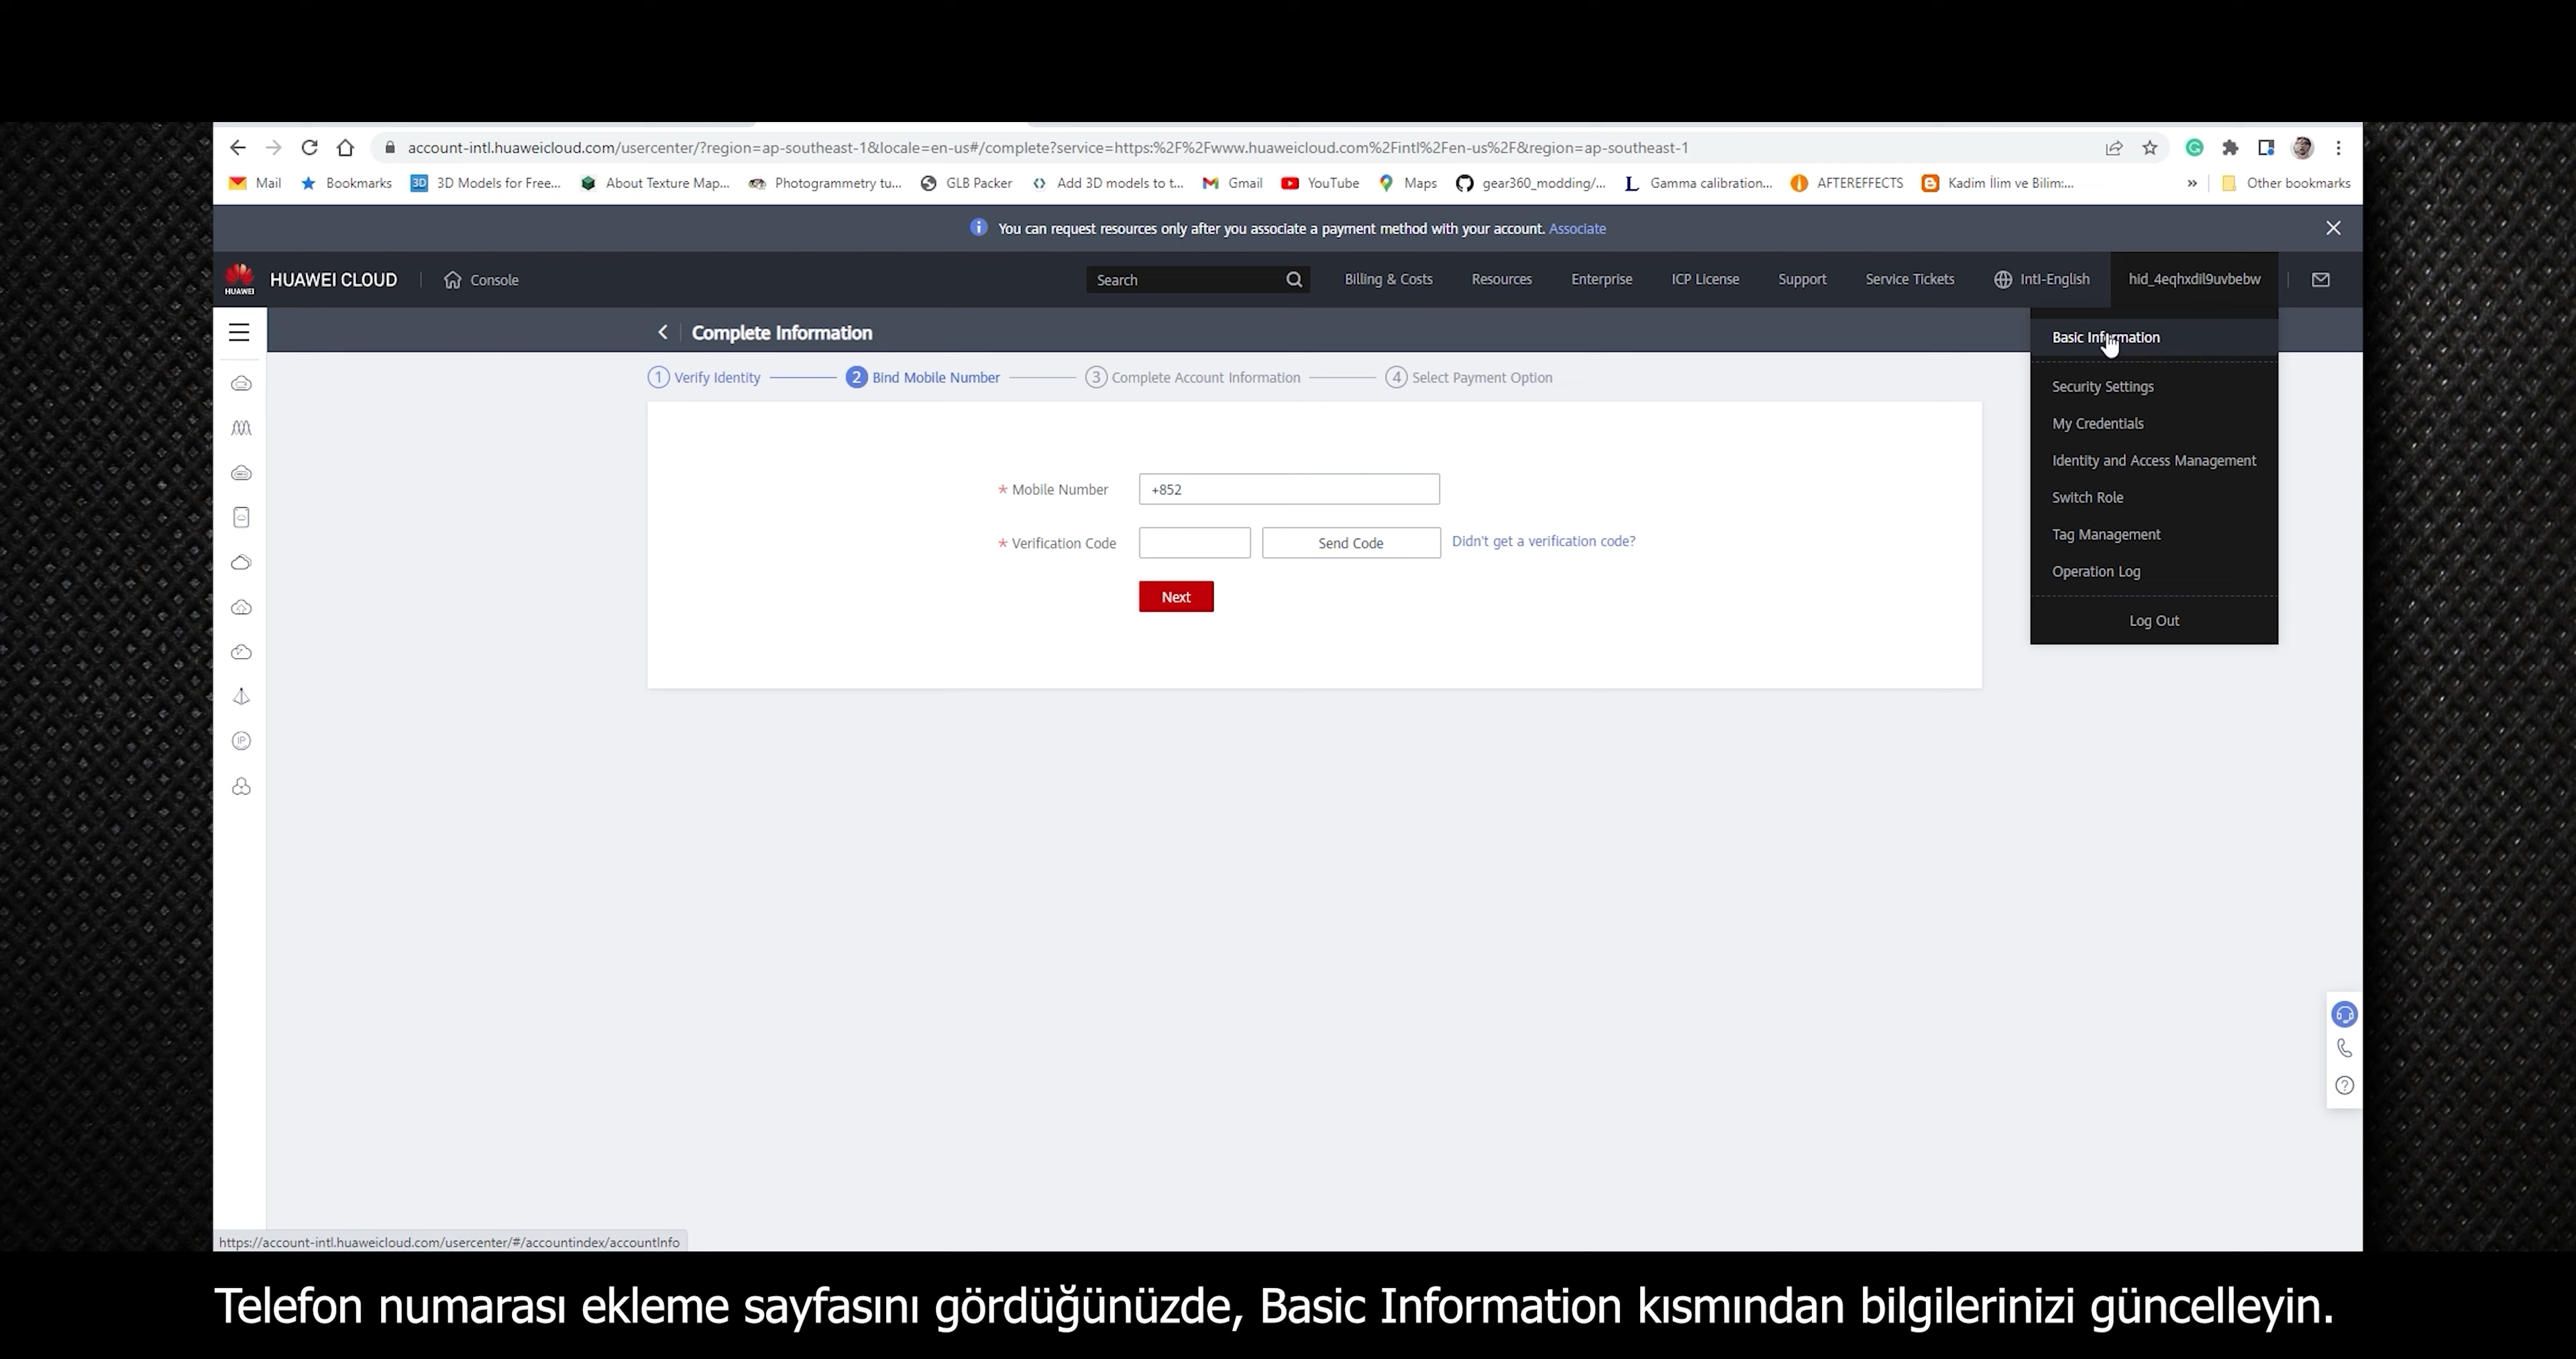 account-intl.huaweicloud.com/usercenter/?region=ap-southeast-1&locale=en-us#/complete?service=https:%2F%2Fwww.huaweicloud.com%2Fintl%2Fen-us%2F&region=ap-southeast-1
Mail Bookmarks 3D 3D Models for Free... About Texture Map... Photogrammetry tu... GLB Packer Add 3D models to t... Gmail YouTube Maps gear360_modding/... L Gamma calibration... AFTEREFFECTS Kadim İlim ve Bilim:... » Other bookmarks
You can request resources only after you associate a payment method with your account. Associate
HUAWEI HUAWEI CLOUD Console Search Billing & Costs Resources Enterprise ICP License Support Service Tickets Intl-English hid_4eqhxdil9uvbebw
Complete Information
1 Verify Identity 2 Bind Mobile Number 3 Complete Account Information 4 Select Payment Option
* Mobile Number +852
* Verification Code Send Code Didn't get a verification code?
Next
Basic Information
Security Settings
My Credentials
Identity and Access Management
Switch Role
Tag Management
Operation Log
Log Out
IP
https://account-intl.huaweicloud.com/usercenter/#/accountindex/accountInfo
Telefon numarası ekleme sayfasını gördüğünüzde, Basic Information kısmından bilgilerinizi güncelleyin.